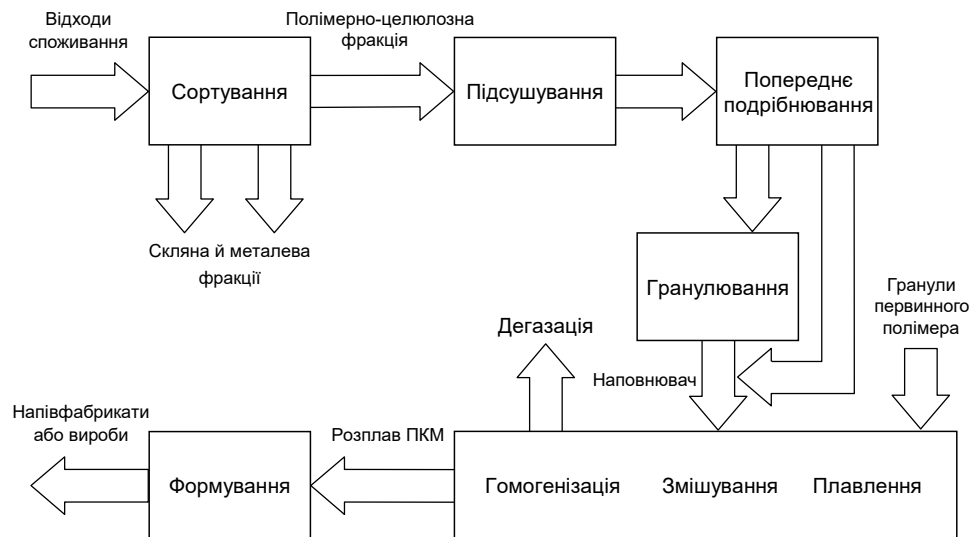 Відходи
споживання
Полімерно-целюлозна
фракція
Сортування
Підсушування
Попереднє
подрібнювання
Скляна й металева
фракції
Гранулювання
Гранули
первинного
полімера
Дегазація
Наповнювач
Напівфабрикати
або вироби
Розплав ПКМ
Формування
Гомогенізація
Змішування
Плавлення